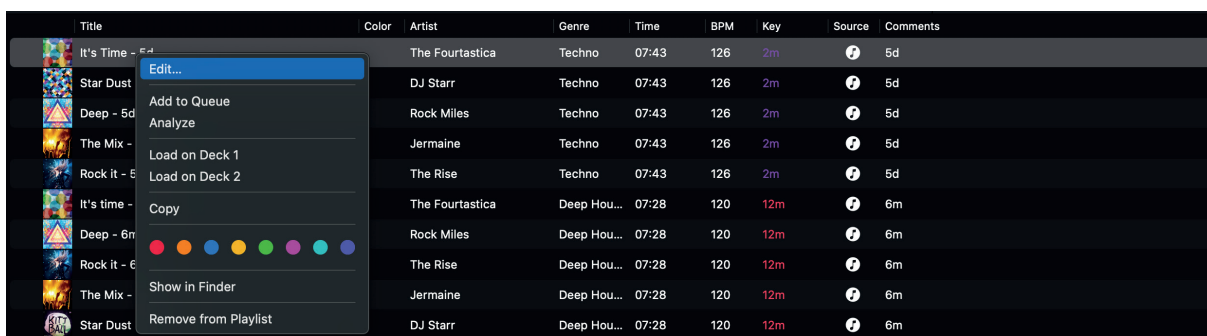 Title Color Artist Genre Time BPM Key Source Comments
It's Time - 5d The Fourtastica Techno 07:43 126 2m 5d
Edit...
Star Dust DJ Starr Techno 07:43 126 2m 5d
Add to Queue
Deep - 5d Rock Miles Techno 07:43 126 2m 5d
Analyze
The Mix - Jermaine Techno 07:43 126 2m 5d
Load on Deck 1
Rock it - 5 The Rise Techno 07:43 126 2m 5d
Load on Deck 2
It's time - The Fourtastica Deep Hou... 07:28 120 12m 6m
Copy
Deep - 6m Rock Miles Deep Hou... 07:28 120 12m 6m
Rock it - 6 The Rise Deep Hou... 07:28 120 12m 6m
Show in Finder
The Mix - Jermaine Deep Hou... 07:28 120 12m 6m
Remove from Playlist
Star Dust DJ Starr Deep Hou... 07:28 120 12m 6m